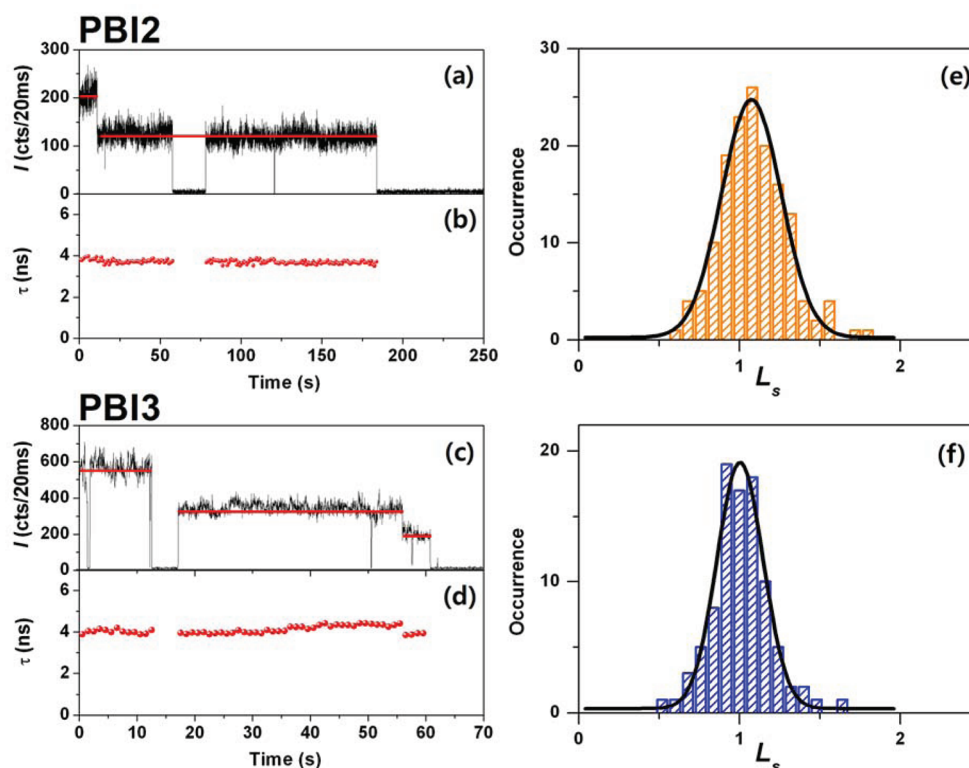 PBI2
300
200
100
0
I (cts/20ms)
(a)
6
4
2
0
τ (ns)
(b)
0 50 100 150 200 250
Time (s)
PBI3
800
600
400
200
0
I (cts/20ms)
(c)
6
4
2
0
τ (ns)
(d)
0 10 20 30 40 50 60 70
Time (s)
30
20
10
0
Occurrence
(e)
0 1 2
Ls
20
10
0
Occurrence
(f)
0 1 2
Ls